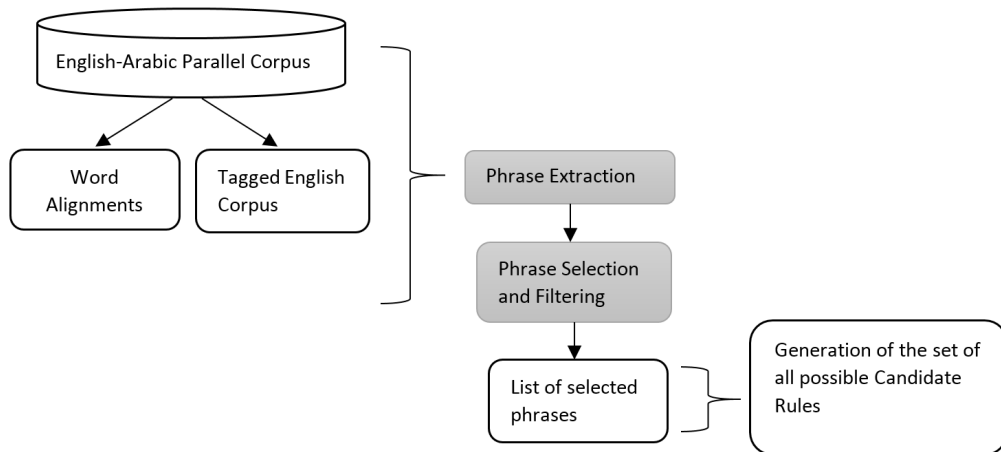 English-Arabic Parallel Corpus
Word
Alignments
Tagged English
Corpus
Phrase Extraction
Phrase Selection
and Filtering
List of selected
phrases
Generation of the set of
all possible Candidate
Rules